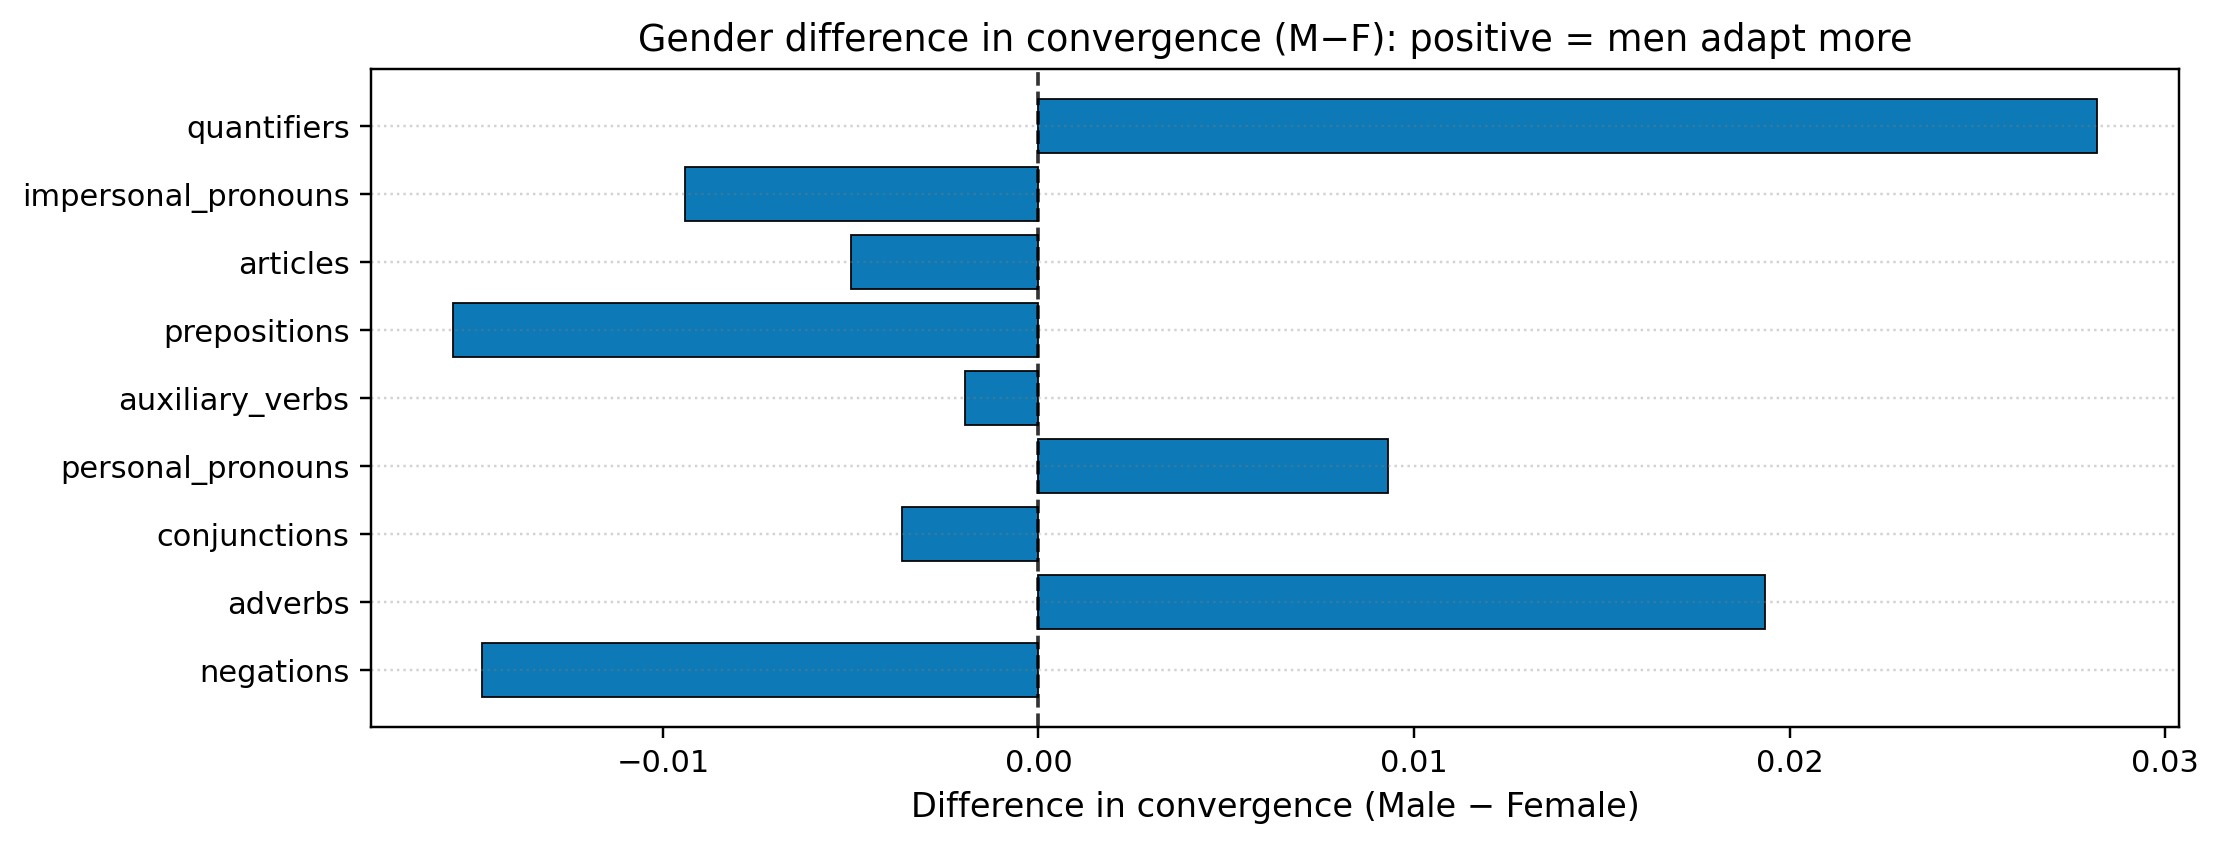 Gender difference in convergence (M−F): positive = men adapt more
quantifiers
impersonal_pronouns
articles
prepositions
auxiliary_verbs
personal_pronouns
conjunctions
adverbs
negations
−0.01 0.00 0.01 0.02 0.03
Difference in convergence (Male − Female)